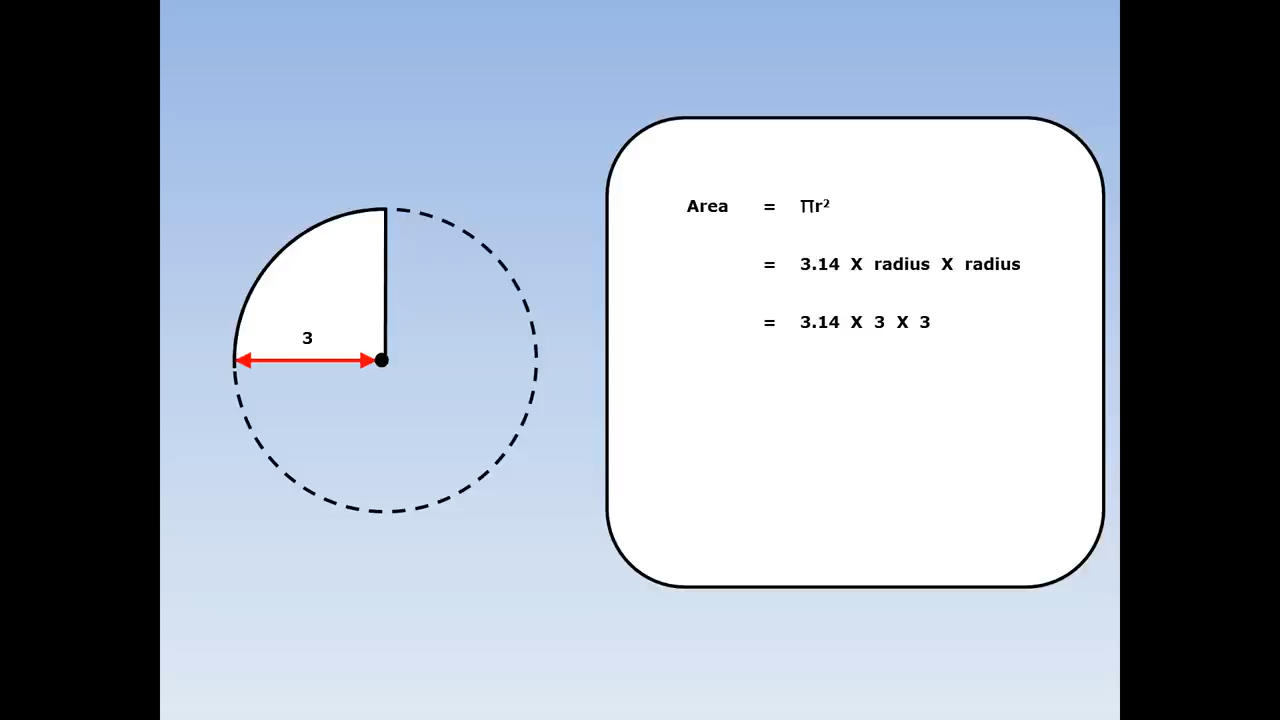 3
Area = Πr²
= 3.14 X radius X radius
= 3.14 X 3 X 3